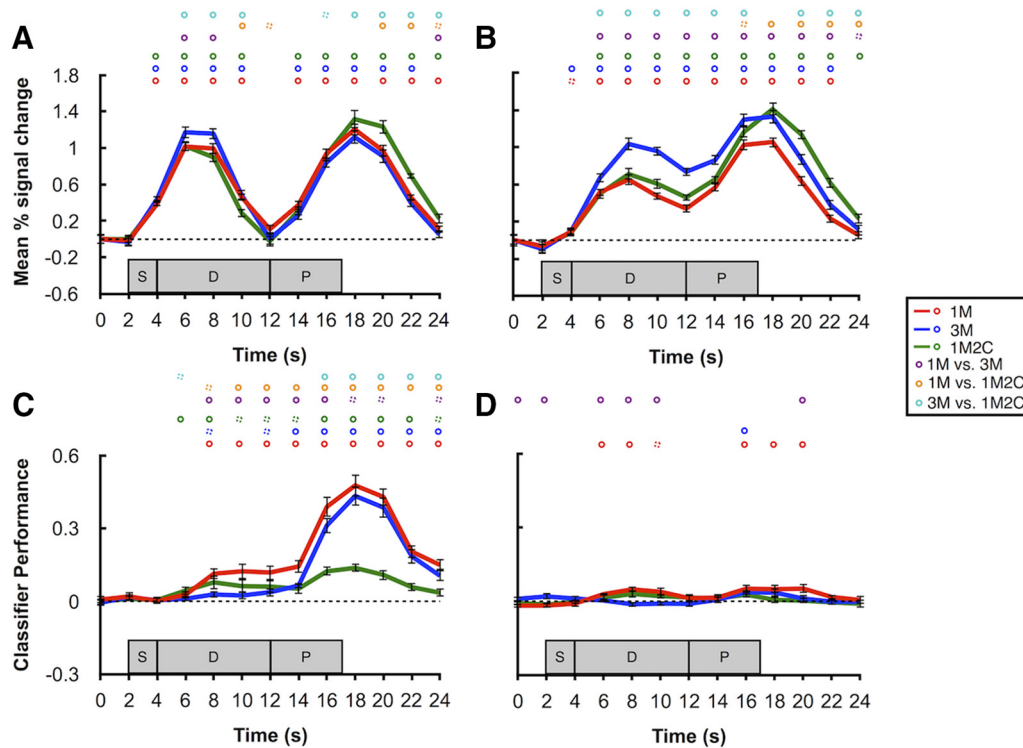 A
B
Mean % signal change
1.8
1.4
1
0.6
0.2
-0.2
-0.6
S D P
0 2 4 6 8 10 12 14 16 18 20 22 24
Time (s)
S D P
0 2 4 6 8 10 12 14 16 18 20 22 24
Time (s)
1M
3M
1M2C
1M vs. 3M
1M vs. 1M2C
3M vs. 1M2C
C
D
Classifier Performance
0.6
0.3
0
-0.3
S D P
0 2 4 6 8 10 12 14 16 18 20 22 24
Time (s)
S D P
0 2 4 6 8 10 12 14 16 18 20 22 24
Time (s)